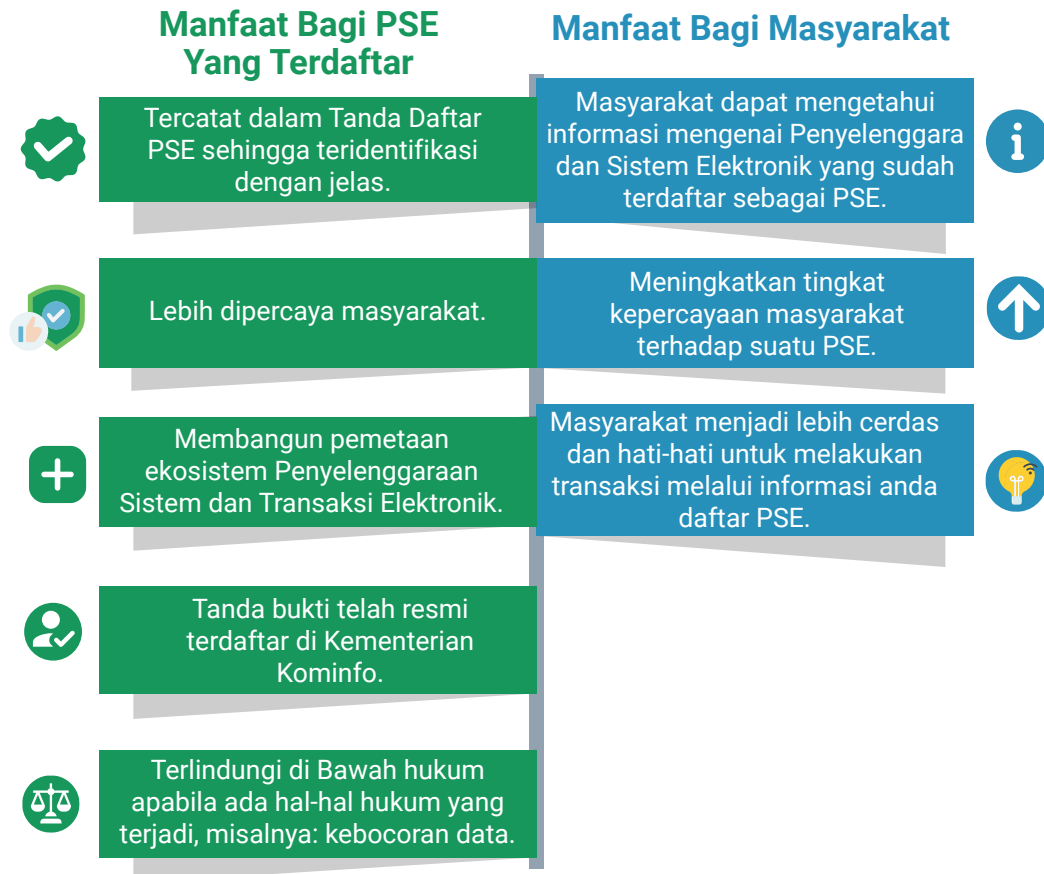 Manfaat Bagi PSE
Yang Terdaftar
Tercatat dalam Tanda Daftar
PSE sehingga teridentifikasi
dengan jelas.
Lebih dipercaya masyarakat.
Membangun pemetaan
ekosistem Penyelenggaraan
Sistem dan Transaksi Elektronik.
Tanda bukti telah resmi
terdaftar di Kementerian
Kominfo.
Terlindungi di Bawah hukum
apabila ada hal-hal hukum yang
terjadi, misalnya: kebocoran data.
Manfaat Bagi Masyarakat
Masyarakat dapat mengetahui
informasi mengenai Penyelenggara
dan Sistem Elektronik yang sudah
terdaftar sebagai PSE.
Meningkatkan tingkat
kepercayaan masyarakat
terhadap suatu PSE.
Masyarakat menjadi lebih cerdas
dan hati-hati untuk melakukan
transaksi melalui informasi anda
daftar PSE.